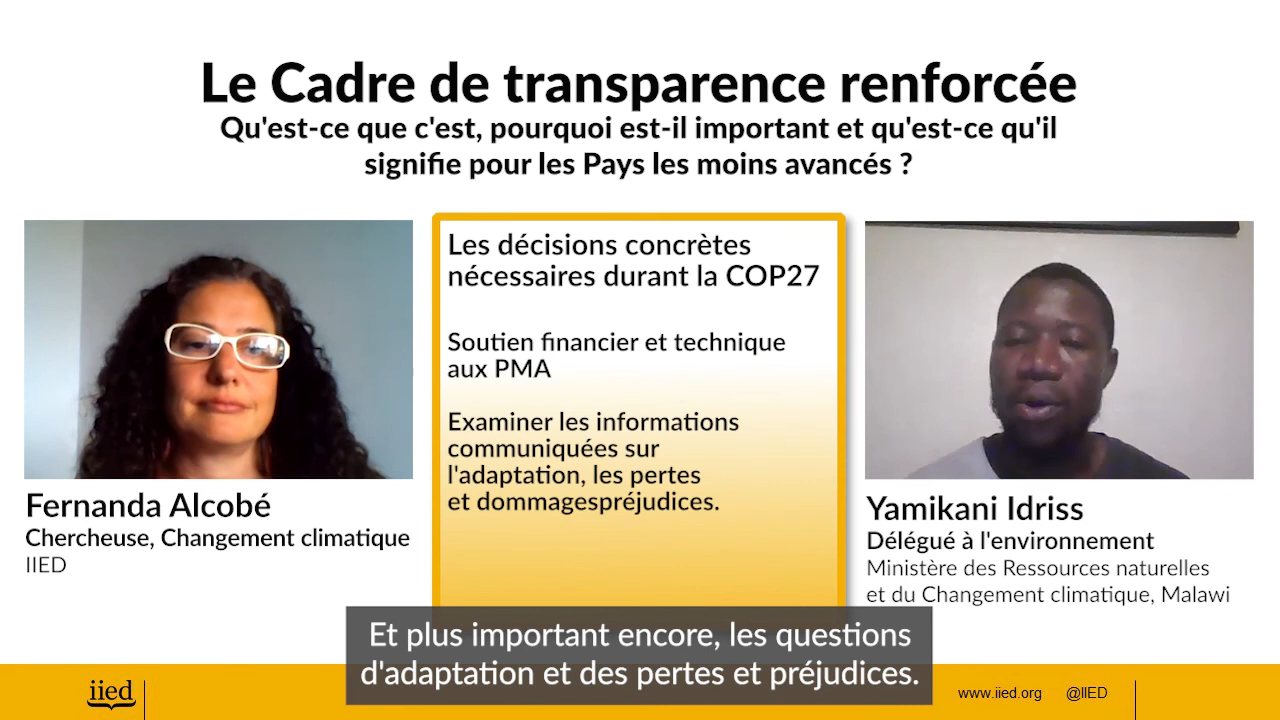 Le Cadre de transparence renforcée
Qu'est-ce que c'est, pourquoi est-il important et qu'est-ce qu'il
signifie pour les Pays les moins avancés ?
Les décisions concrètes
nécessaires durant la COP27
Soutien financier et technique
aux PMA
Examiner les informations
communiquées sur
l'adaptation, les pertes
et dommagespréjudices.
Fernanda Alcobé
Chercheuse, Changement climatique
IIED
Yamikani Idriss
Délégué à l'environnement
Ministère des Ressources naturelles
et du Changement climatique, Malawi
Et plus important encore, les questions
d'adaptation et des pertes et préjudices.
iied
www.iied.org @IIED